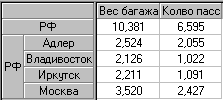 Вес багажа Колво пасс
РФ 10,381 6,595
РФ
Адлер 2,524 2,055
Владивосток 2,126 1,022
Иркутск 2,211 1,091
Москва 3,520 2,427